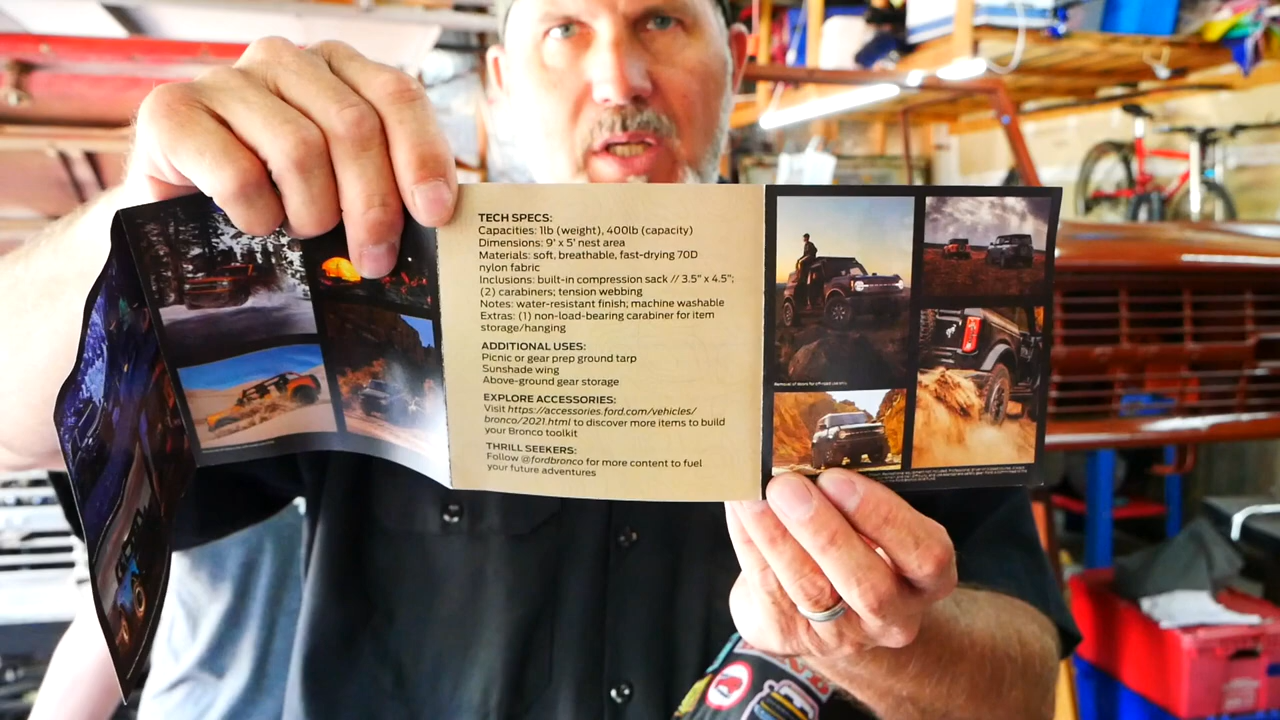 TECH SPECS:
Capacities: 1lb (weight), 400lb (capacity)
Dimensions: 9' x 5' nest area
Materials: soft, breathable, fast-drying 70D
nylon fabric
Inclusions: built-in compression sack // 3.5" x 4.5";
(2) carabiners; tension webbing
Notes: water-resistant finish; machine washable
Extras: (1) non-load-bearing carabiner for item
storage/hanging
ADDITIONAL USES:
Picnic or gear prep ground tarp
Sunshade wing
Above-ground gear storage
EXPLORE ACCESSORIES:
Visit https://accessories.ford.com/vehicles/
bronco/2021.html to discover more items to build
your Bronco toolkit
THRILL SEEKERS:
Follow @fordbronco for more content to fuel
your future adventures